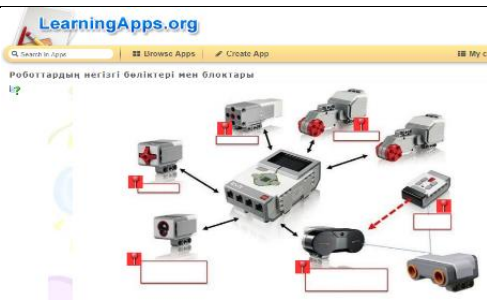 LearningApps.org
Search in Apps
Browse Apps
Create App
My
Роботтардың негізгі бөліктері мен блоктары
?